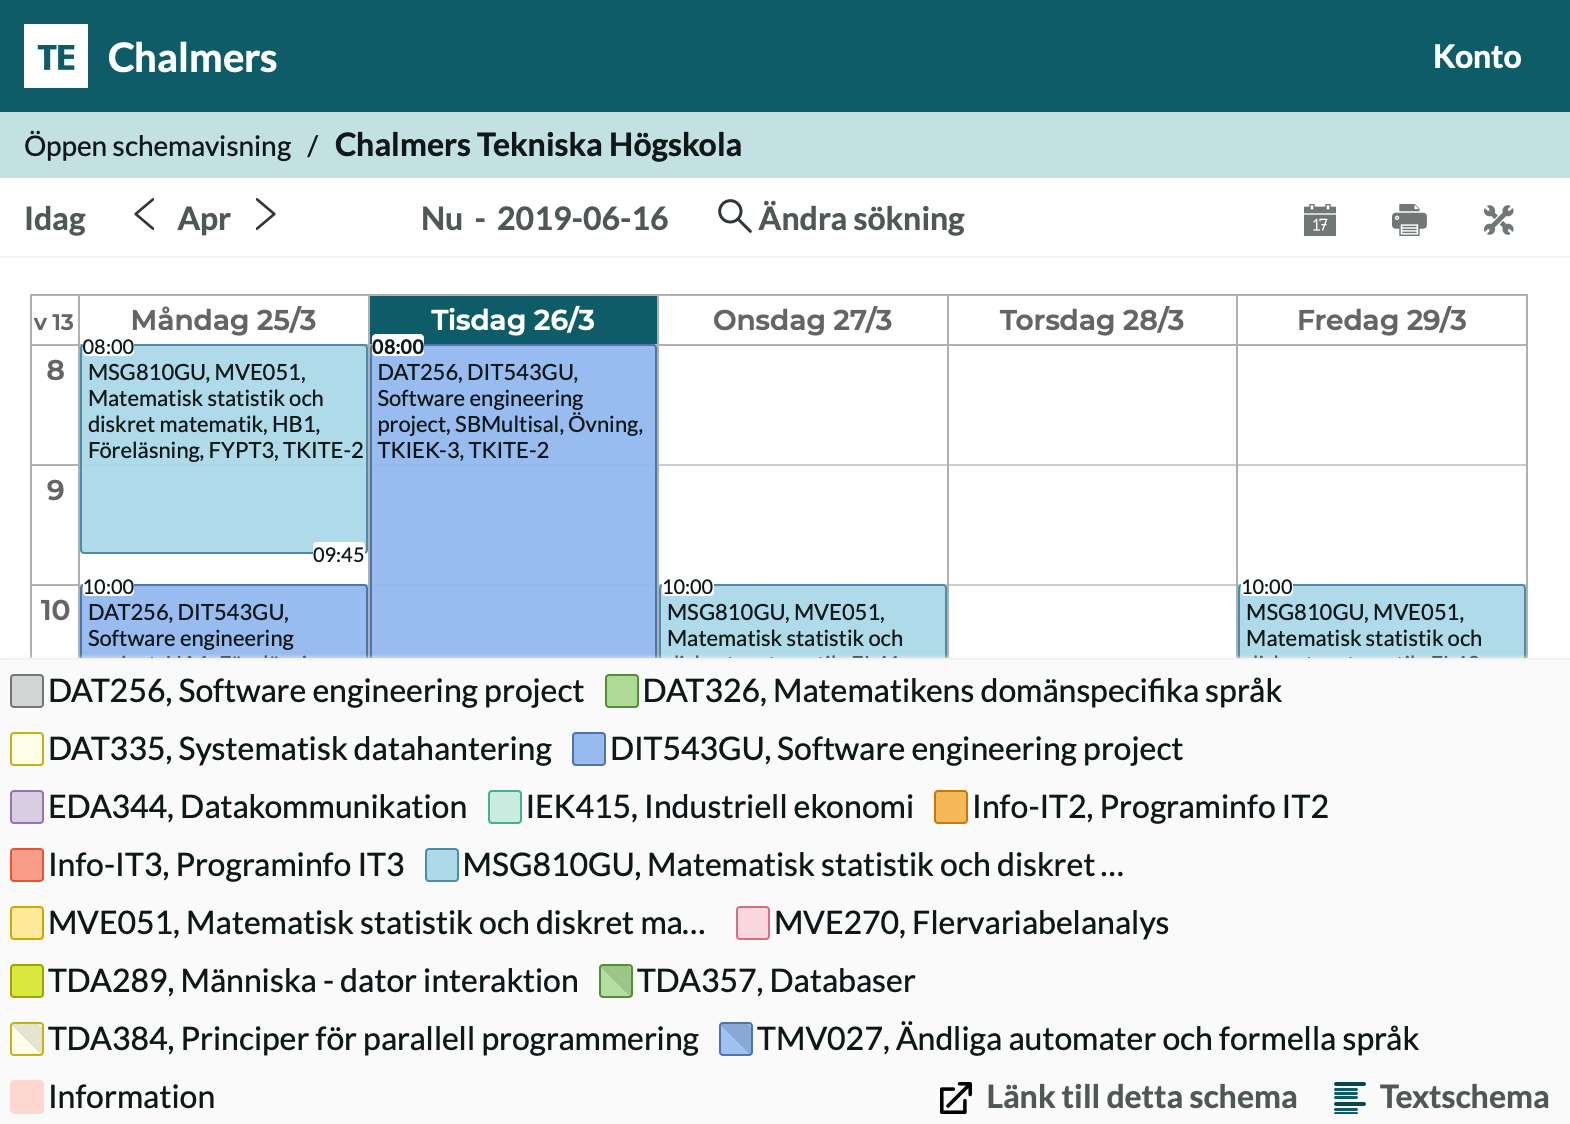 TE Chalmers Konto
Öppen schemavisning / Chalmers Tekniska Högskola
Idag < Apr > Nu - 2019-06-16 Ändra sökning 17
v 13 Måndag 25/3 Tisdag 26/3 Onsdag 27/3 Torsdag 28/3 Fredag 29/3
8
9
10
08:00
MSG810GU, MVE051,
Matematisk statistik och
diskret matematik, HB1,
Föreläsning, FYPT3, TKITE-2
09:45
10:00
DAT256, DIT543GU,
Software engineering
08:00
DAT256, DIT543GU,
Software engineering
project, SBMultisal, Övning,
TKIEK-3, TKITE-2
10:00
MSG810GU, MVE051,
Matematisk statistik och
10:00
MSG810GU, MVE051,
Matematisk statistik och
DAT256, Software engineering project DAT326, Matematikens domänspecifika språk
DAT335, Systematisk datahantering DIT543GU, Software engineering project
EDA344, Datakommunikation IEK415, Industriell ekonomi Info-IT2, Programinfo IT2
Info-IT3, Programinfo IT3 MSG810GU, Matematisk statistik och diskret ...
MVE051, Matematisk statistik och diskret ma... MVE270, Flervariabelanalys
TDA289, Människa - dator interaktion TDA357, Databaser
TDA384, Principer för parallell programmering TMV027, Ändliga automater och formella språk
Information Länk till detta schema Textschema